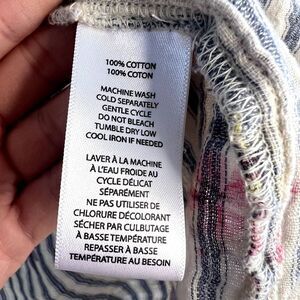 100% COTTON
100% COTON
MACHINE WASH
COLD SEPARATELY
GENTLE CYCLE
DO NOT BLEACH
TUMBLE DRY LOW
COOL IRON IF NEEDED
LAVER À LA MACHINE
À L'EAU FROIDE AU
CYCLE DÉLICAT
SÉPARÉMENT
NE PAS UTILISER DE
CHLORURE DÉCOLORANT
SÉCHER PAR CULBUTAGE
À BASSE TEMPÉRATURE
REPASSER À BASSE
TEMPÉRATURE AU BESOIN